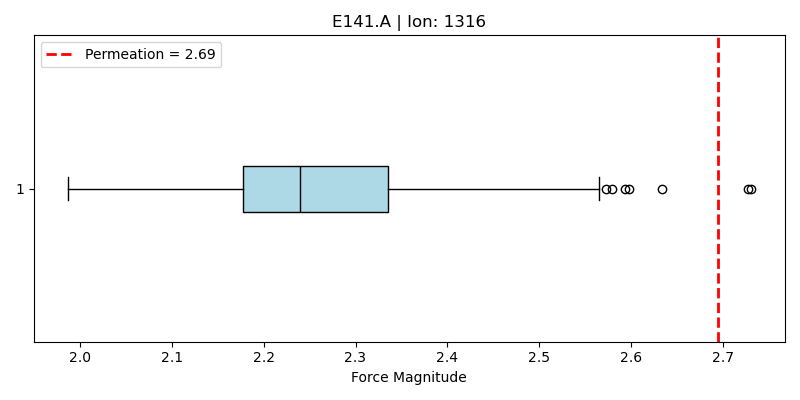 E141.A | Ion: 1316
Permeation = 2.69
1
2.0 2.1 2.2 2.3 2.4 2.5 2.6 2.7
Force Magnitude